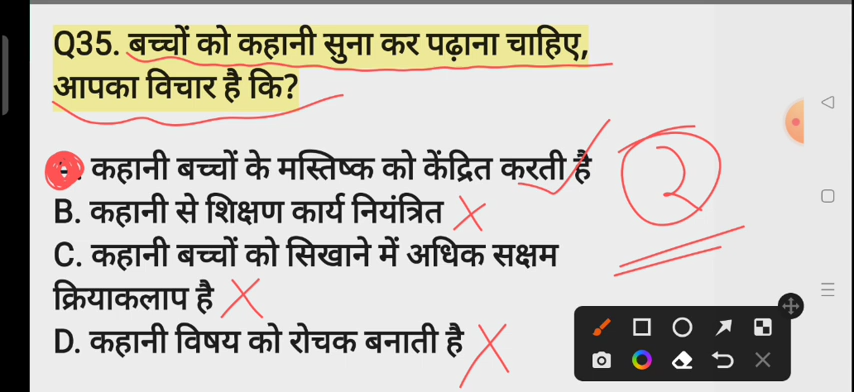 Q35. बच्चों को कहानी सुना कर पढ़ाना चाहिए,
आपका विचार है कि?
कहानी बच्चों के मस्तिष्क को केंद्रित करती है
B. कहानी से शिक्षण कार्य नियंत्रित
C. कहानी बच्चों को सिखाने में अधिक सक्षम
क्रियाकलाप है
D. कहानी विषय को रोचक बनाती है